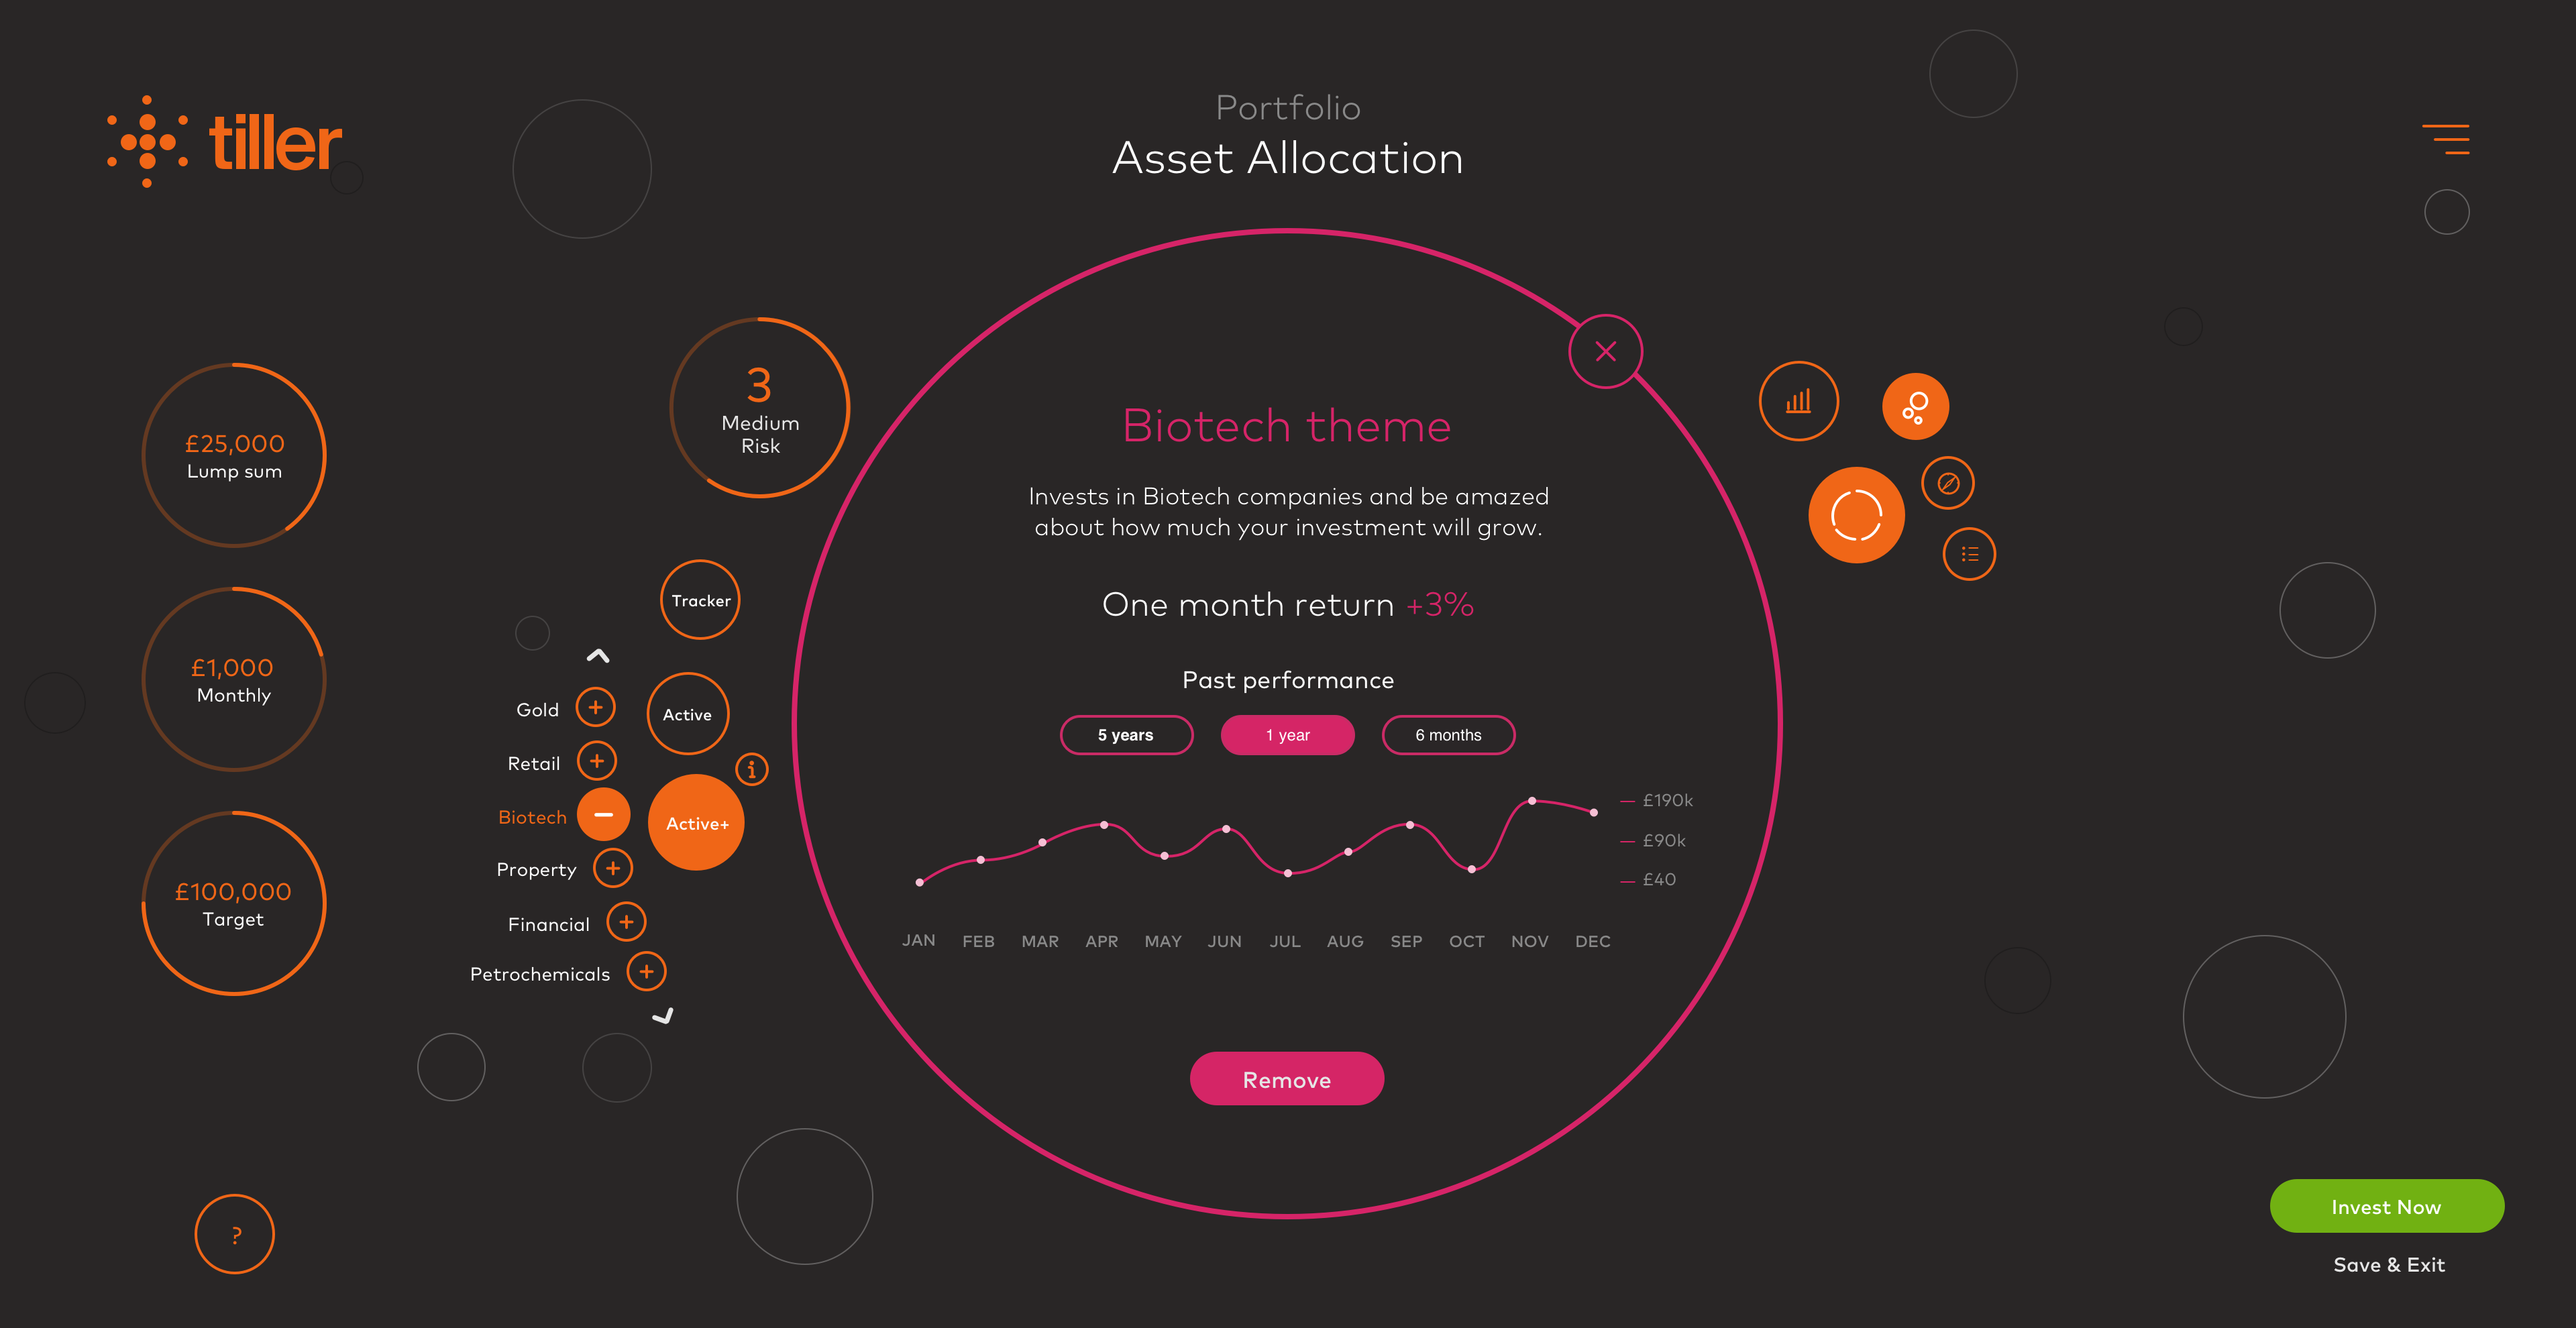 tiller
Portfolio
Asset Allocation
£25,000
Lump sum
£1,000
Monthly
£100,000
Target
?
3
Medium
Risk
Tracker
Active
i
Active+
Gold
Retail
Biotech
Property
Financial
Petrochemicals
Biotech theme
Invests in Biotech companies and be amazed
about how much your investment will grow.
One month return +3%
Past performance
5 years 1 year 6 months
£190k
£90k
£40
JAN FEB MAR APR MAY JUN JUL AUG SEP OCT NOV DEC
Remove
Invest Now
Save & Exit